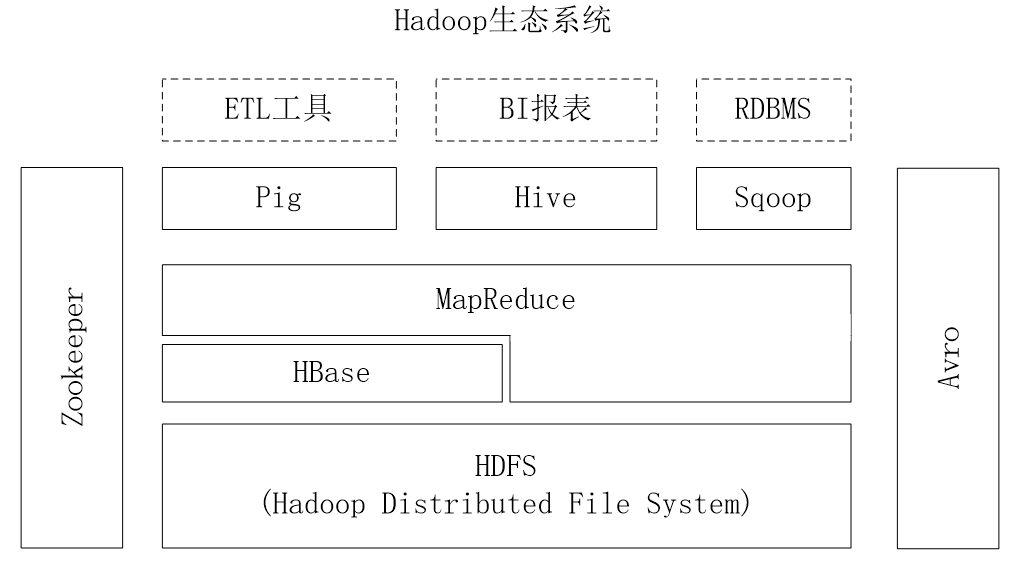 Hadoop生态系统
ETL工具
BI报表
RDBMS
Pig
Hive
Sqoop
Zookeeper
MapReduce
HBase
Avro
HDFS
(Hadoop Distributed File System)